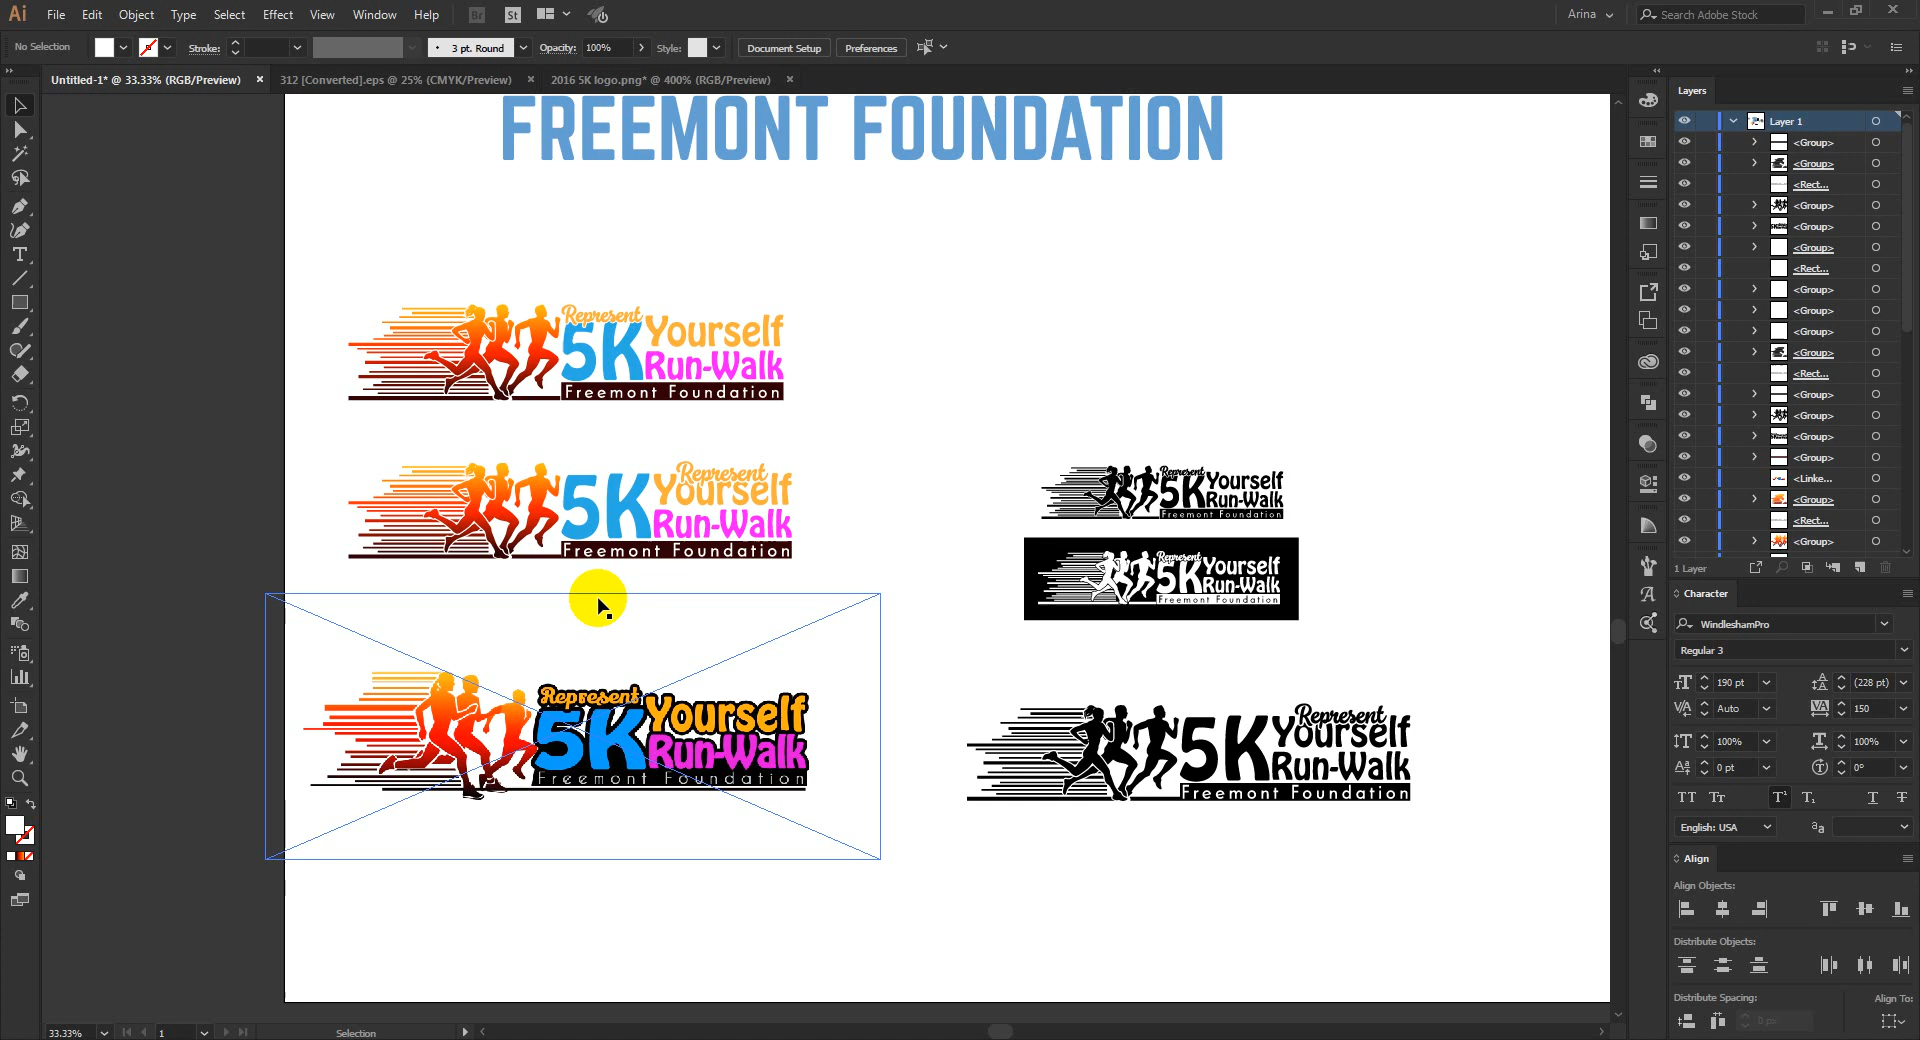 Ai File Edit Object Type Select Effect View Window Help Br St Arina Search Adobe Stock
No Selection Stroke: 3 pt. Round Opacity: 100% Style: Document Setup Preferences
Untitled-1* @ 33.33% (RGB/Preview) × 312 [Converted].eps @ 25% (CMYK/Preview) × 2016 5K logo.png* @ 400% (RGB/Preview) ×
FREEMONT FOUNDATION
Represent
5K Yourself
Run-Walk
Freemont Foundation
Represent
5K Yourself
Run-Walk
Freemont Foundation
Represent
5K Yourself
Run-Walk
Freemont Foundation
Represent
5K Yourself
Run-Walk
Freemont Foundation
Represent
5K Yourself
Run-Walk
Freemont Foundation
Represent
5K Yourself
Run-Walk
Freemont Foundation
Layers
Layer 1
<Group>
<Group>
<Rect...
<Group>
<Group>
<Group>
<Rect...
<Group>
<Group>
<Group>
<Group>
<Rect...
<Group>
<Group>
<Group>
<Group>
<Linke...
<Group>
<Rect...
<Group>
1 Layer
Character
WindleshamPro
Regular 3
190 pt (228 pt)
Auto 150
100% 100%
0 pt 0°
English: USA
Align
Align Objects:
Distribute Objects:
Distribute Spacing: Align To:
0 px
33.33% 1 Selection